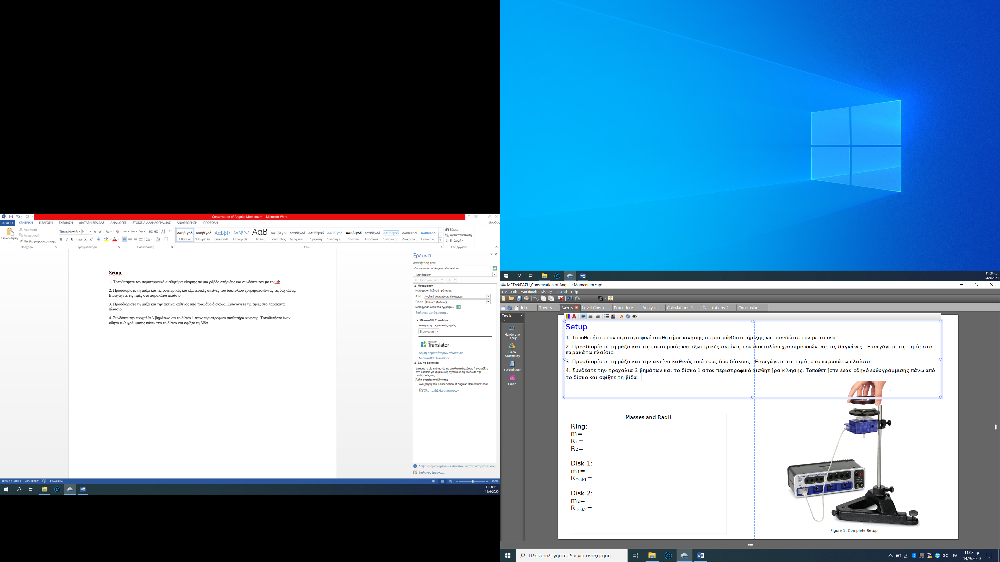 Conservation of Angular Momentum - Microsoft Word
ΑΡΧΕΙΟ ΚΕΝΤΡΙΚΗ ΕΙΣΑΓΩΓΗ ΣΧΕΔΙΑΣΗ ΔΙΑΤΑΞΗ ΣΕΛΙΔΑΣ ΑΝΑΦΟΡΕΣ ΣΤΟΙΧΕΙΑ ΑΛΛΗΛΟΓΡΑΦΙΑΣ ΑΝΑΘΕΩΡΗΣΗ ΠΡΟΒΟΛΗ
Είσοδος
Επικόλληση
Αποκοπή
Αντιγραφή
Πινέλο μορφοποίησης
Πρόχειρο
Times New R 9
Γραμματοσειρά
Παράγραφος
ΑαΒβΓγΔδ ΑαΒβΓγΔδ ΑαΒβΓγ ΑαΒβΓγΖ ΑαΒ ΑαΒβΓγΔι ΑαΒβΓγΔδ ΑαΒβΓγΔδ ΑαΒβΓγΔδ ΑαΒβΓγΔδ ΑαΒβΓγΔδ ΑαΒβΓγΔδ ΑαΒβΓγΔΕ ΑαΒβΓγΔΕ
¶ Βασικό ¶ Χωρίς δι... Επικεφαλί... Επικεφαλί... Τίτλος Υπότιτλος Διακριτικ... Έμφαση Έντονη έ... Έντονο Απόσπασ... Έντονο α... Διακριτικ... Έντονη α...
Στυλ
Εύρεση
Αντικατάσταση
Επιλογή
Επεξεργασία
Setup
1. Τοποθετήστε τον περιστροφικό αισθητήρα κίνησης σε μια ράβδο στήριξης και συνδέστε τον με το usb.
2. Προσδιορίστε τη μάζα και τις εσωτερικές και εξωτερικές ακτίνες του δακτυλίου χρησιμοποιώντας τις δαγκάνες.
Εισαγάγετε τις τιμές στο παρακάτω πλαίσιο.
3. Προσδιορίστε τη μάζα και την ακτίνα καθενός από τους δύο δίσκους. Εισαγάγετε τις τιμές στο παρακάτω
πλαίσιο.
4. Συνδέστε την τροχαλία 3 βημάτων και το δίσκο 1 στον περιστροφικό αισθητήρα κίνησης. Τοποθετήστε έναν
οδηγό ευθυγράμμισης πάνω από το δίσκο και σφίξτε τη βίδα.
Έρευνα
Αναζήτηση του:
Conservation of Angular Momentum
Μετάφραση
Προηγούμενο
Μετάφραση
Μετάφραση λέξης ή πρότασης.
Από Αγγλικά (Ηνωμένων Πολιτειών)
Προς Γαλλικά (Γαλλίας)
Μετάφραση όλου του εγγράφου.
Επιλογές μετάφρασης...
Microsoft® Translator
Διατήρηση της γωνιακής ορμής
Εισαγωγή
Microsoft®
Translator
Λήψη περισσότερων γλωσσών
Microsoft® Translator
Δεν το βρίσκετε;
Δοκιμάστε μία από αυτές τις εναλλακτικές λύσεις ή ανατρέξτε
στη Βοήθεια για συμβουλές σχετικά με τη βελτίωση της
αναζήτησής σας.
Άλλα σημεία αναζήτησης
Αναζήτηση του 'Conservation of Angular Momentum' στο:
Όλα τα βιβλία αναφορών
Λήψη ενημερωμένων εκδόσεων για τις υπηρεσίες σας...
Επιλογές έρευνας...
ΣΕΛΙΔΑ 2 ΑΠΟ 2 435 ΛΕΞΕΙΣ ΕΛΛΗΝΙΚΑ
130%
11:08 πμ
14/9/2020
11:08 πμ
14/9/2020
ΜΕΤΑΦΡΑΣΗ_Conservation of Angular Momentum.cap*
File Edit Workbook Display Journal Help
Intro Theory Setup Level Check Procedure Analysis Calculations 1 Calculations 2 Conclusions
Tools
Hardware
Setup
Data
Summary
Calculator
Code
Setup
1. Τοποθετήστε τον περιστροφικό αισθητήρα κίνησης σε μια ράβδο στήριξης και συνδέστε τον με το usb.
2. Προσδιορίστε τη μάζα και τις εσωτερικές και εξωτερικές ακτίνες του δακτυλίου χρησιμοποιώντας τις δαγκάνες. Εισαγάγετε τις τιμές στο
παρακάτω πλαίσιο.
3. Προσδιορίστε τη μάζα και την ακτίνα καθενός από τους δύο δίσκους. Εισαγάγετε τις τιμές στο παρακάτω πλαίσιο.
4. Συνδέστε την τροχαλία 3 βημάτων και το δίσκο 1 στον περιστροφικό αισθητήρα κίνησης. Τοποθετήστε έναν οδηγό ευθυγράμμισης πάνω από
το δίσκο και σφίξτε τη βίδα.
Masses and Radii
Ring:
m=
R₁=
R₂=
Disk 1:
m₁=
RDisk1=
Disk 2:
m₂=
RDisk2=
Figure 1: Complete Setup
Πληκτρολογήστε εδώ για αναζήτηση
ΕΛ
11:08 πμ
14/9/2020